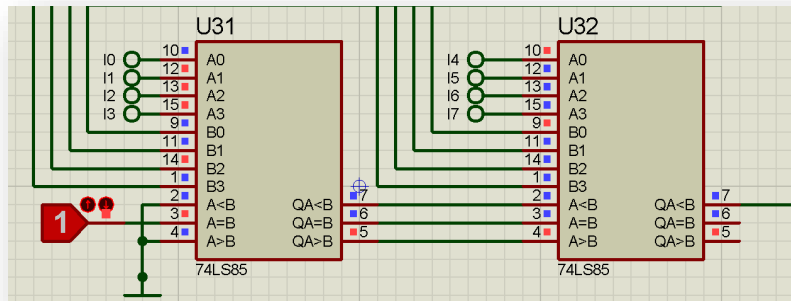 U31
I0 10 A0
I1 12 A1
I2 13 A2
I3 15 A3
9 B0
11 B1
14 B2
1 B3
2 A<B QA<B 7
1 3 A=B QA=B 6
4 A>B QA>B 5
74LS85
U32
I4 10 A0
I5 12 A1
I6 13 A2
I7 15 A3
9 B0
11 B1
14 B2
1 B3
2 A<B QA<B 7
3 A=B QA=B 6
4 A>B QA>B 5
74LS85